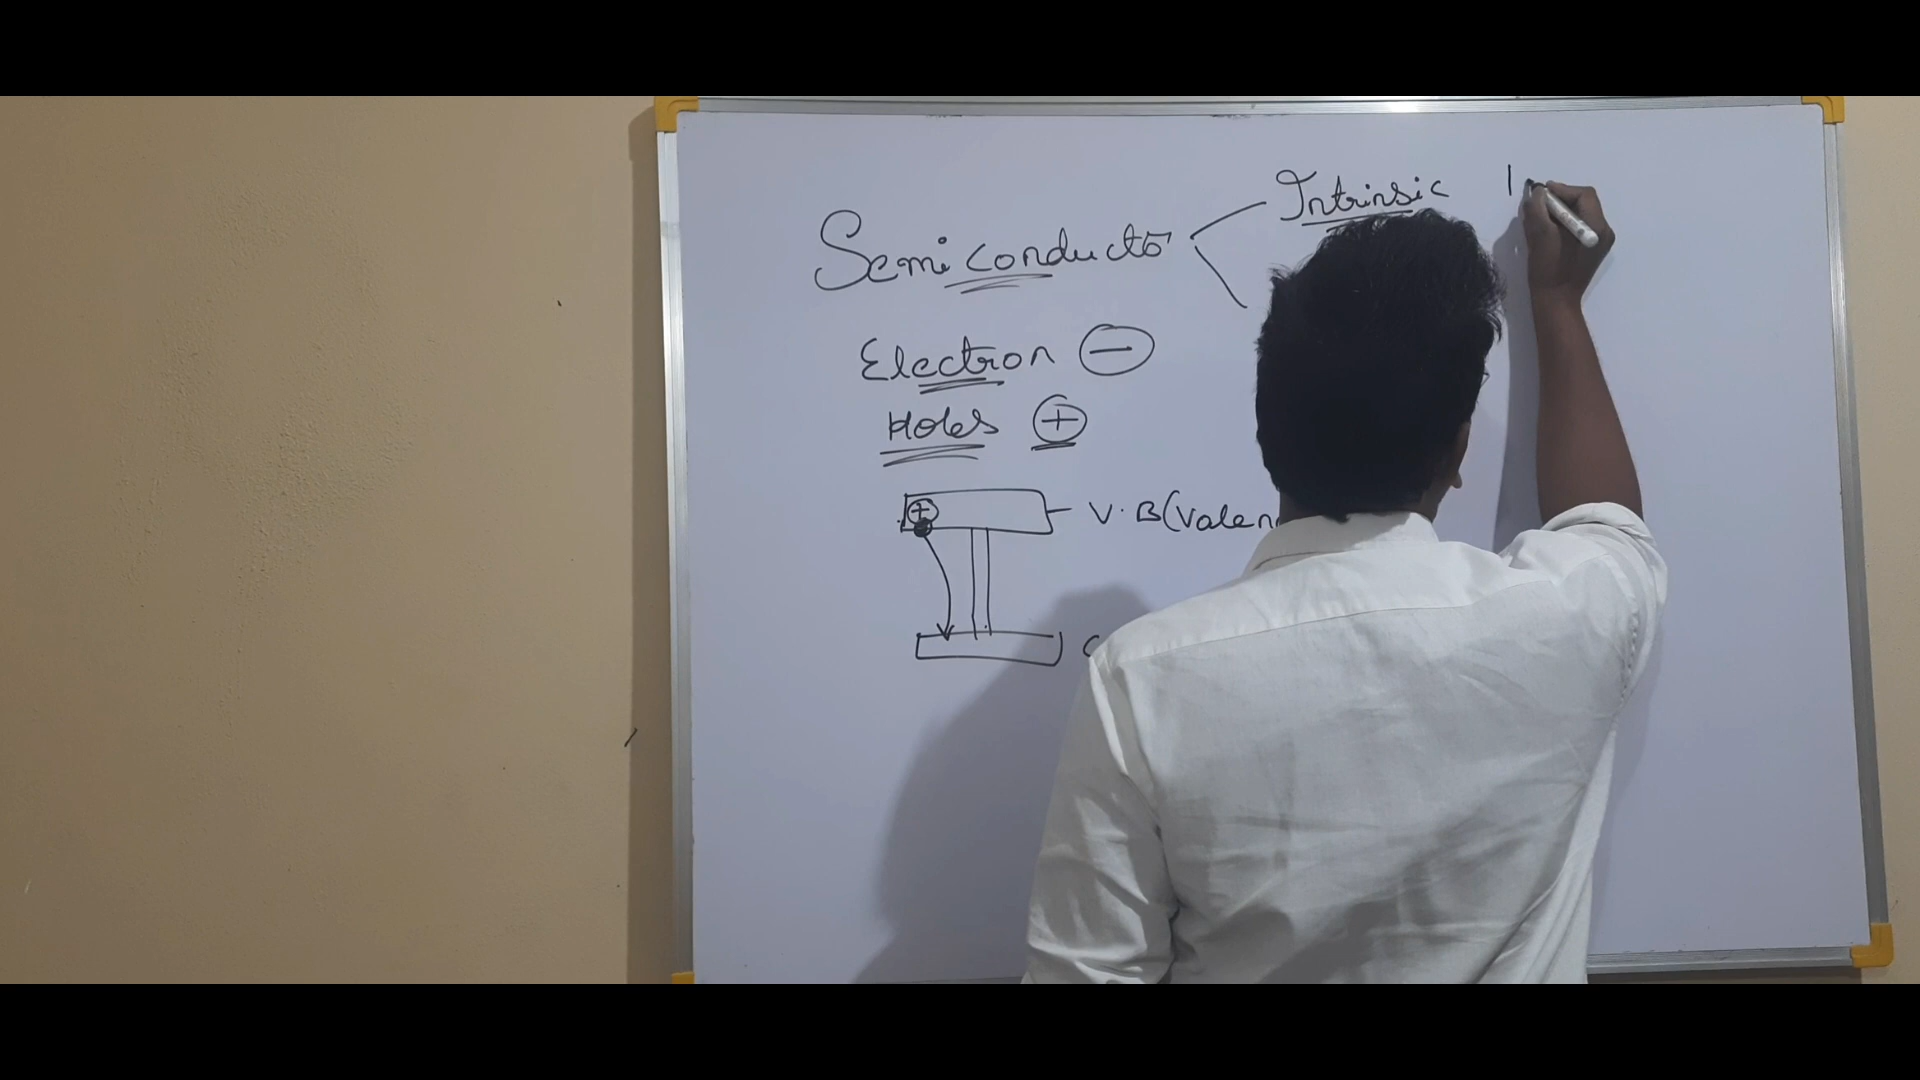 Semiconductor
Intrinsic
Electron −
Holes +
+
V.B(Valen